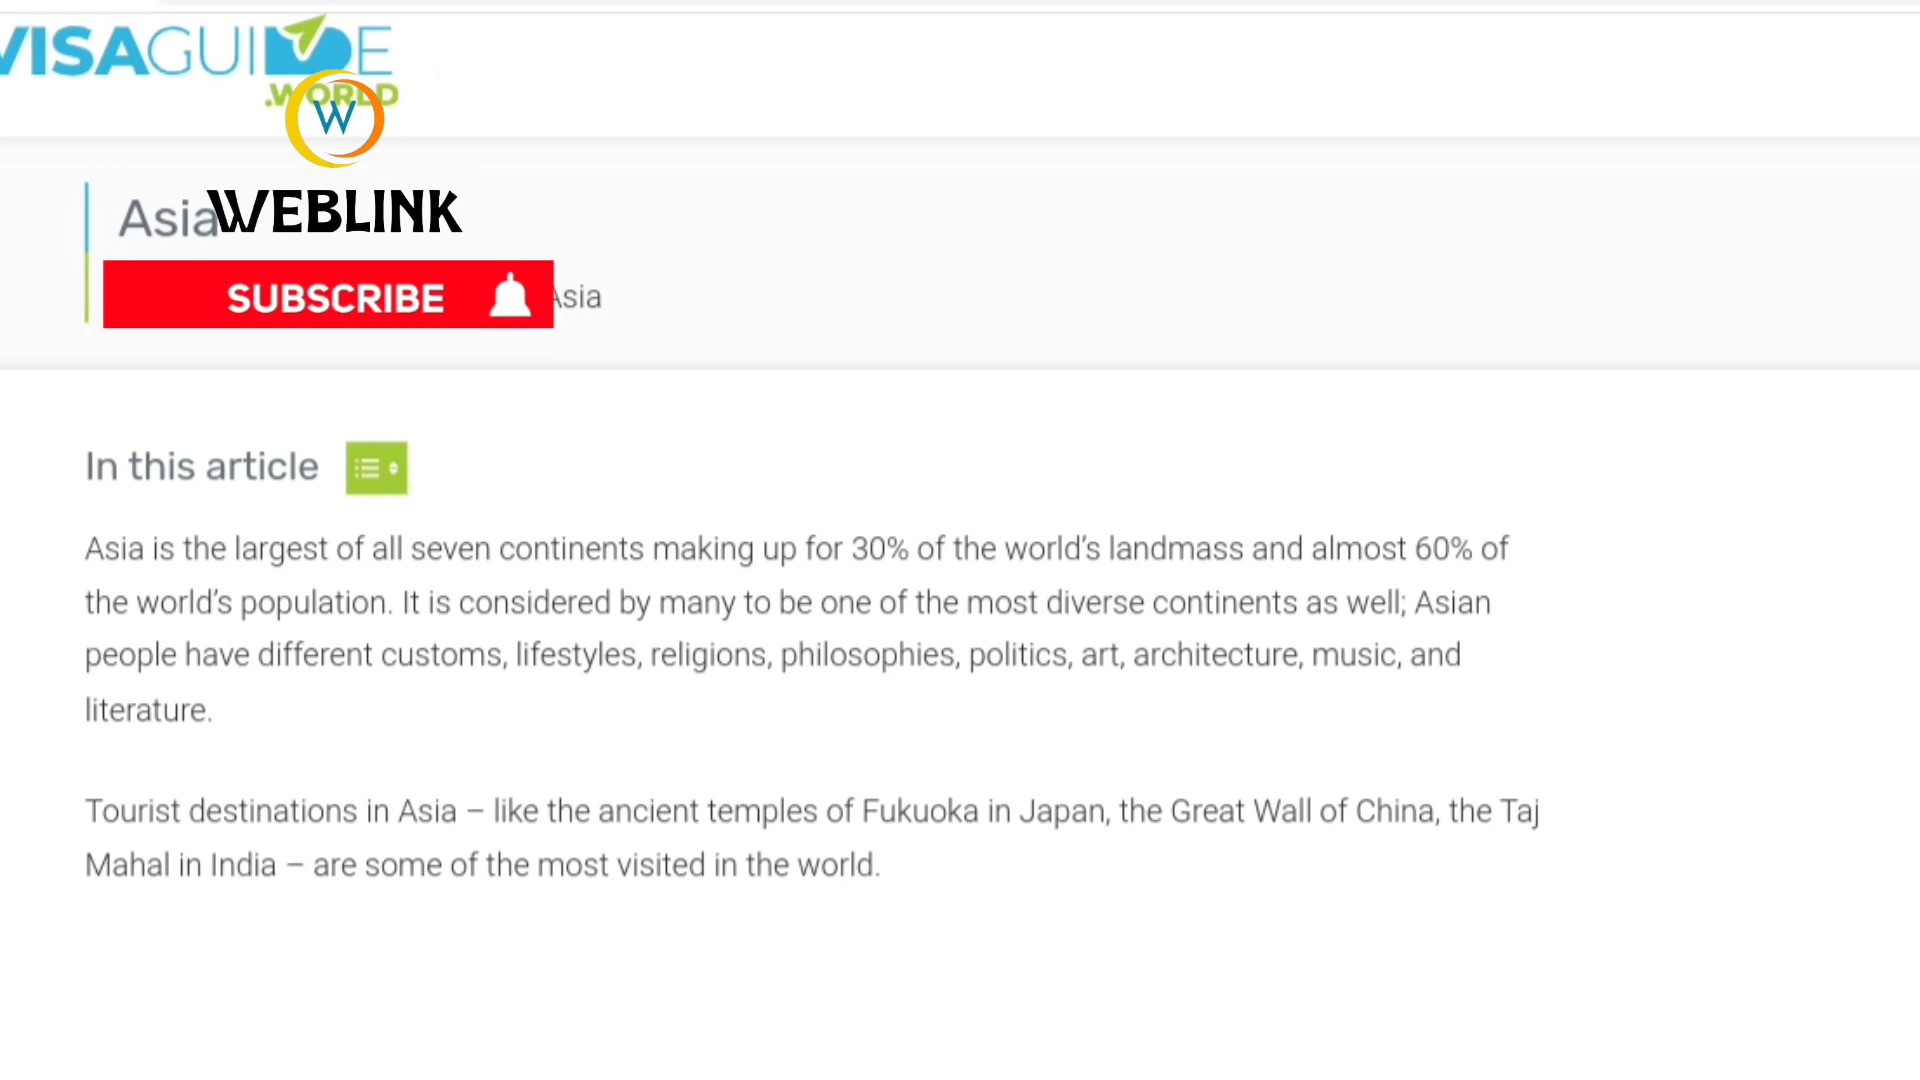 VISAGUIDE
.WORLD
W
Asia
WEBLINK
SUBSCRIBE
Asia
In this article
Asia is the largest of all seven continents making up for 30% of the world’s landmass and almost 60% of
the world’s population. It is considered by many to be one of the most diverse continents as well; Asian
people have different customs, lifestyles, religions, philosophies, politics, art, architecture, music, and
literature.
Tourist destinations in Asia – like the ancient temples of Fukuoka in Japan, the Great Wall of China, the Taj
Mahal in India – are some of the most visited in the world.